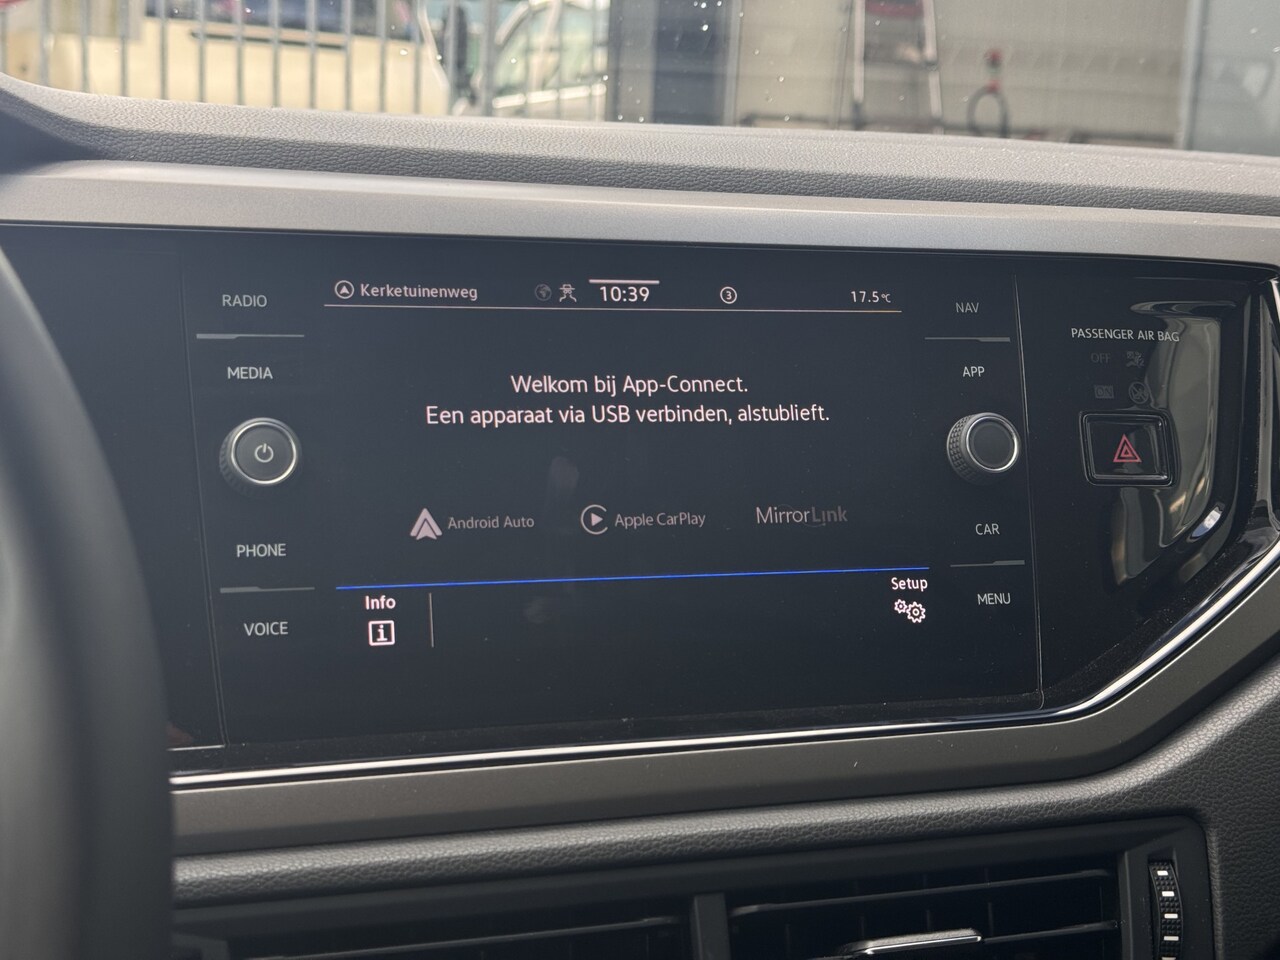 RADIO
MEDIA
PHONE
VOICE
Kerketuinenweg
10:39
3
17.5°C
Welkom bij App-Connect.
Een apparaat via USB verbinden, alstublieft.
Android Auto
Apple CarPlay
MirrorLink
Info
i
Setup
NAV
APP
CAR
MENU
PASSENGER AIR BAG
OFF
ON